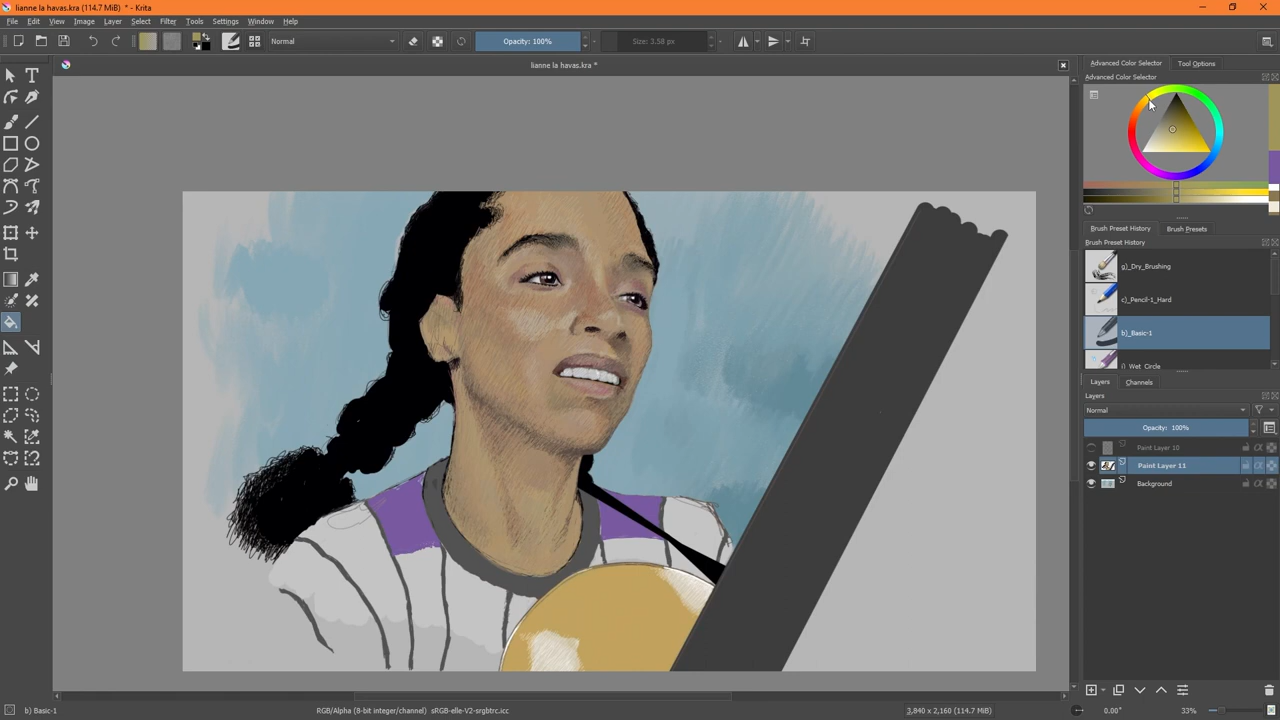 lianne la havas.kra (114.7 MiB) * - Krita
File Edit View Image Layer Select Filter Tools Settings Window Help
Normal Opacity: 100% Size: 3.58 px
lianne la havas.kra *
Advanced Color Selector Tool Options
Advanced Color Selector
Brush Preset History Brush Presets
Brush Preset History
g)_Dry_Brushing
c)_Pencil-1_Hard
b)_Basic-1
i)_Wet_Circle
Layers Channels
Layers
Normal
Opacity: 100%
Paint Layer 10
Paint Layer 11
Background
b) Basic-1 RGB/Alpha (8-bit integer/channel) sRGB-elle-V2-srgbtrc.icc 3,840 x 2,160 (114.7 MiB) 0.00° 33%